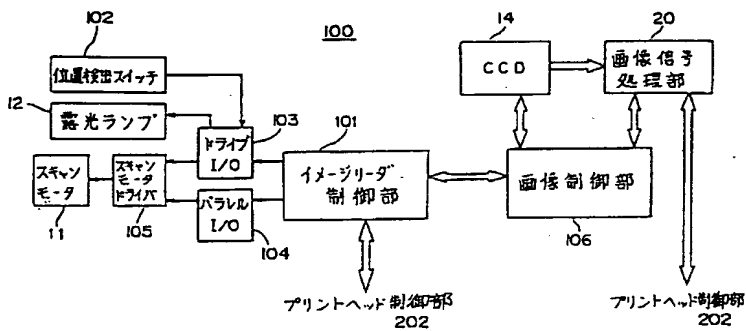 102
100
14
20
位置検出スイッチ
CCD
画像信号
処理部
12
露光ランプ
103
101
ドライブ
I/O
イメージリーダ
制御部
スキャン
モータ
スキャン
モータ
ドライバ
パラレル
I/O
画像制御部
11
105
104
106
プリントヘッド制御部
202
プリントヘッド制御部
202